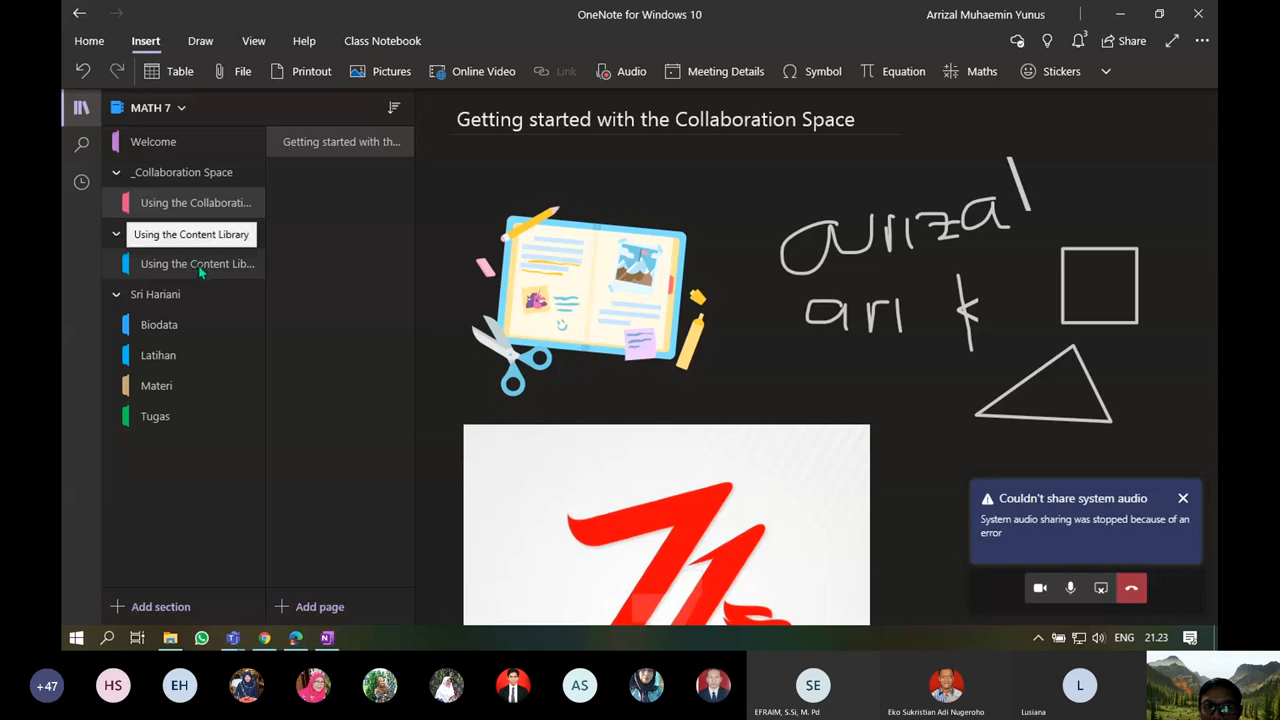 OneNote for Windows 10
Arrizal Muhaemin Yunus
Home Insert Draw View Help Class Notebook
3 Share
Table File Printout Pictures Online Video Link Audio Meeting Details Symbol Equation Maths Stickers
MATH 7
Welcome
Getting started with th...
Getting started with the Collaboration Space
_Collaboration Space
Using the Collaborati...
Using the Content Library
Using the Content Lib...
Sri Hariani
Biodata
Latihan
Materi
Tugas
arizal
ari
Couldn't share system audio
System audio sharing was stopped because of an
error
Add section
Add page
ENG 21.23
+47 HS EH AS SE L
EFRAIM, S.Si, M. Pd
Eko Sukristian Adi Nugeroho
Lusiana